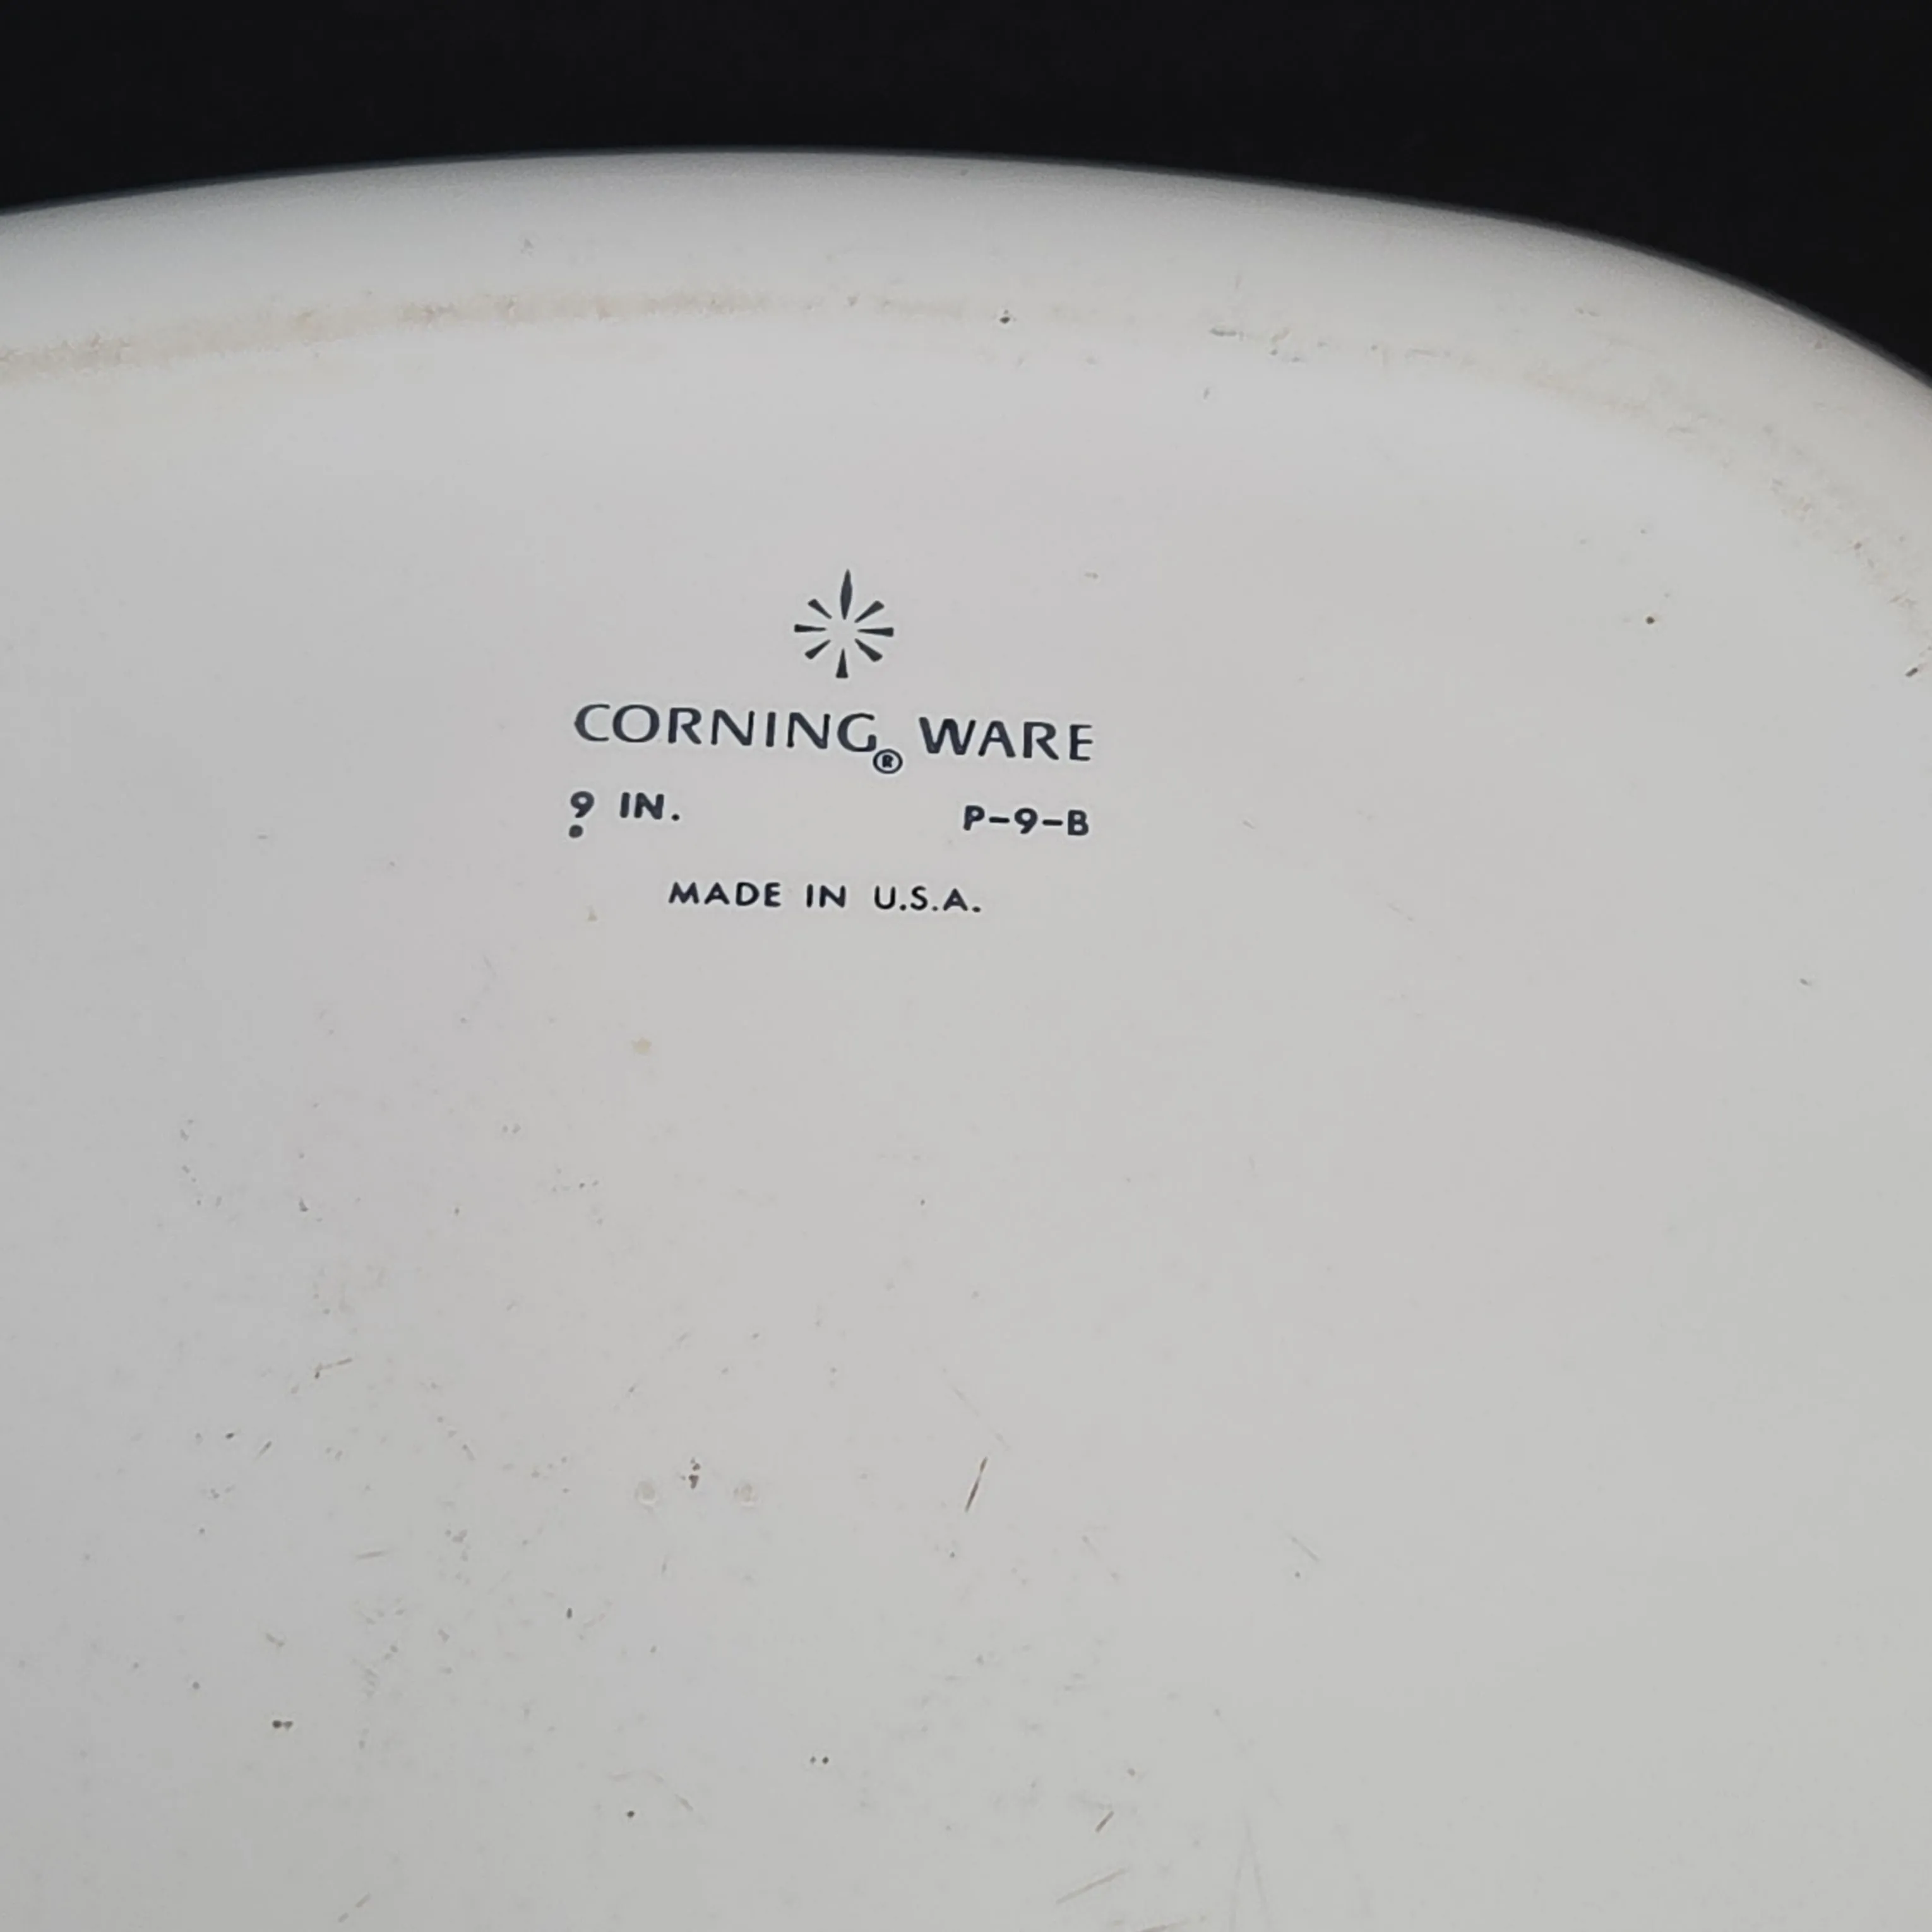 CORNING® WARE
9 IN. P-9-B
MADE IN U.S.A.